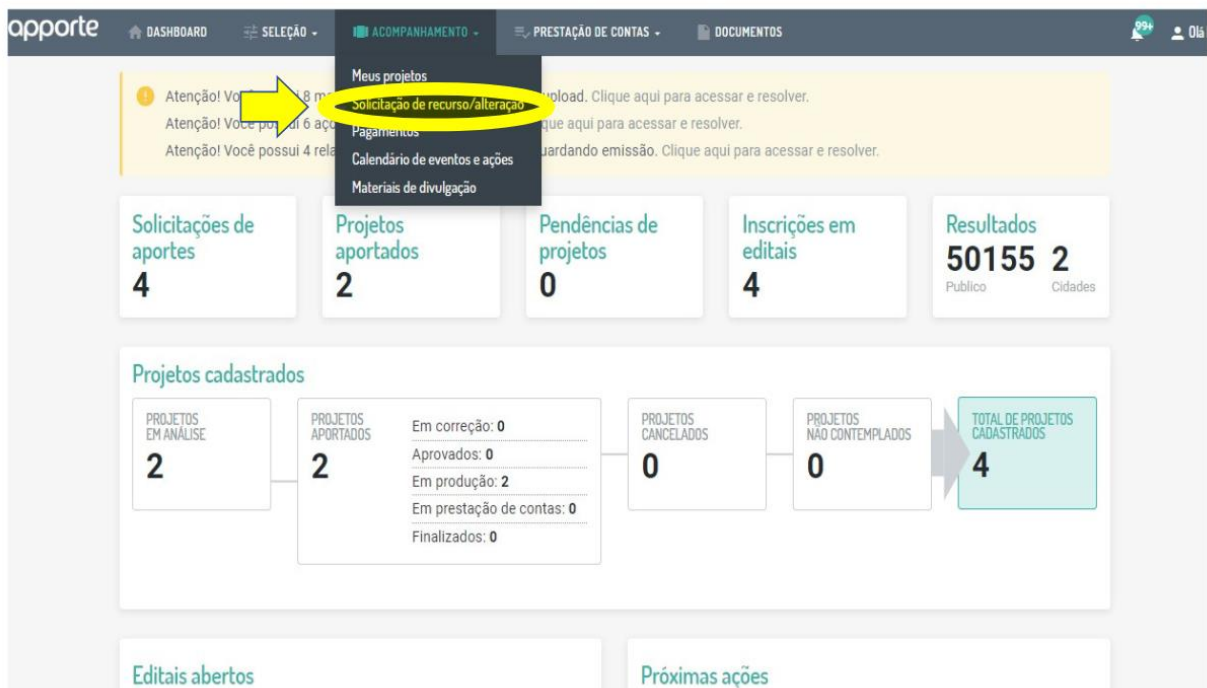 apporte
DASHBOARD
SELEÇÃO
ACOMPANHAMENTO
PRESTAÇÃO DE CONTAS
DOCUMENTOS
99+
Olá
Meus projetos
Solicitação de recurso/alteração
Pagamentos
Calendário de eventos e ações
Materiais de divulgação
Atenção! 8 upload. Clique aqui para acessar e resolver.
Atenção! Você possui 6 aqui para acessar e resolver.
Atenção! Você possui 4 emissão. Clique aqui para acessar e resolver.
Solicitações de
aportes
4
Projetos
aportados
2
Pendências de
projetos
0
Inscrições em
editais
4
Resultados
50155 2
Publico Cidades
Projetos cadastrados
PROJETOS
EM ANÁLISE
2
PROJETOS
APORTADOS
2
Em correção: 0
Aprovados: 0
Em produção: 2
Em prestação de contas: 0
Finalizados: 0
PROJETOS
CANCELADOS
0
PROJETOS
NÃO CONTEMPLADOS
0
TOTAL DE PROJETOS
CADASTRADOS
4
Editais abertos
Próximas ações